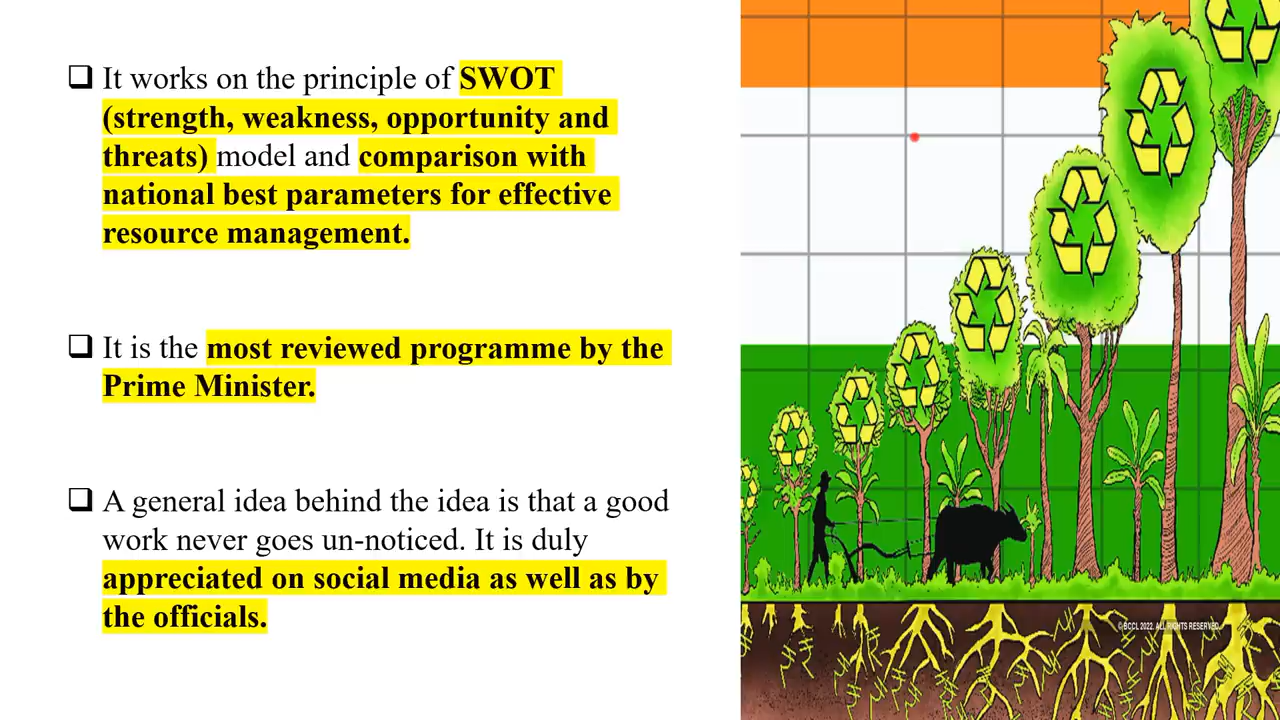 ❑ It works on the principle of SWOT
(strength, weakness, opportunity and
threats) model and comparison with
national best parameters for effective
resource management.
❑ It is the most reviewed programme by the
Prime Minister.
❑ A general idea behind the idea is that a good
work never goes un-noticed. It is duly
appreciated on social media as well as by
the officials.
©BCCL 2022. ALL RIGHTS RESERVED.